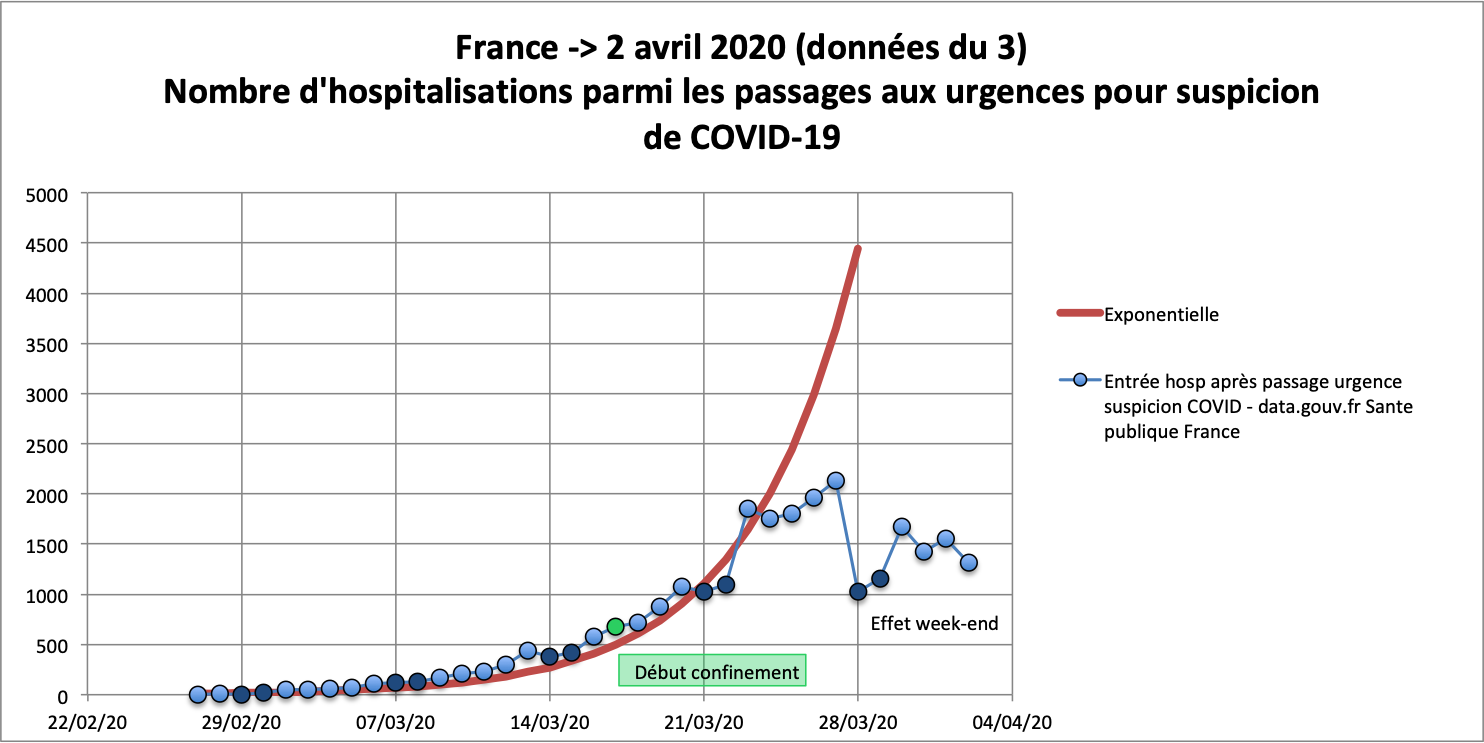 France -> 2 avril 2020 (données du 3)
Nombre d'hospitalisations parmi les passages aux urgences pour suspicion
de COVID-19
5000
4500
4000
3500
3000
2500
2000
1500
1000
500
0
22/02/20
29/02/20
07/03/20
14/03/20
21/03/20
28/03/20
04/04/20
Effet week-end
Début confinement
Exponentielle
Entrée hosp après passage urgence
suspicion COVID - data.gouv.fr Sante
publique France